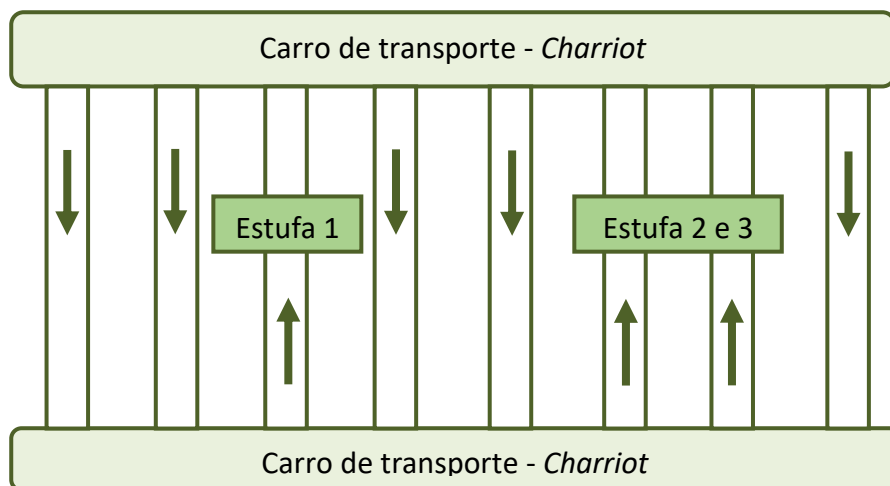 Carro de transporte - Charriot
Estufa 1
Estufa 2 e 3
Carro de transporte - Charriot